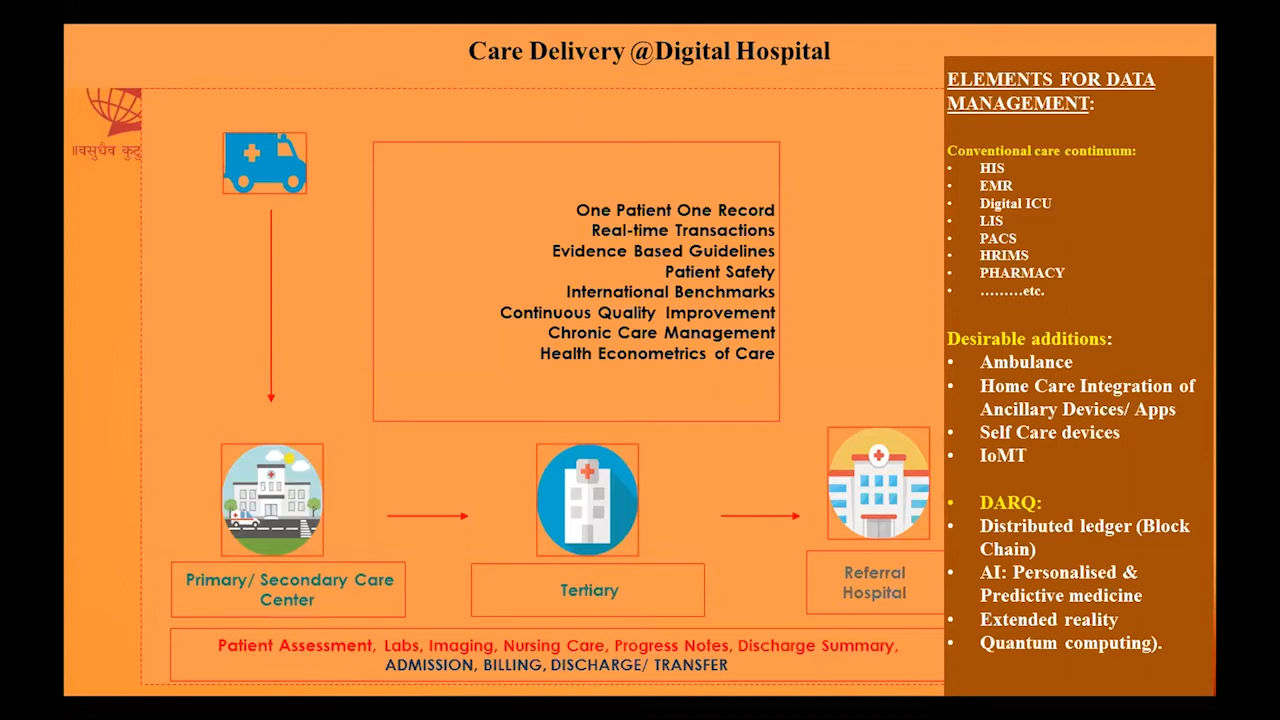 Care Delivery @Digital Hospital
॥वसुधैव
One Patient One Record
Real-time Transactions
Evidence Based Guidelines
Patient Safety
International Benchmarks
Continuous Quality Improvement
Chronic Care Management
Health Econometrics of Care
Primary/ Secondary Care
Center
Tertiary
Referral
Hospital
Patient Assessment, Labs, Imaging, Nursing Care, Progress Notes, Discharge Summary,
ADMISSION, BILLING, DISCHARGE/ TRANSFER
ELEMENTS FOR DATA
MANAGEMENT:
Conventional care continuum:
• HIS
• EMR
• Digital ICU
• LIS
• PACS
• HRIMS
• PHARMACY
• ………etc.
Desirable additions:
• Ambulance
• Home Care Integration of
Ancillary Devices/ Apps
• Self Care devices
• IoMT
• DARQ:
• Distributed ledger (Block
Chain)
• AI: Personalised &
Predictive medicine
• Extended reality
• Quantum computing).